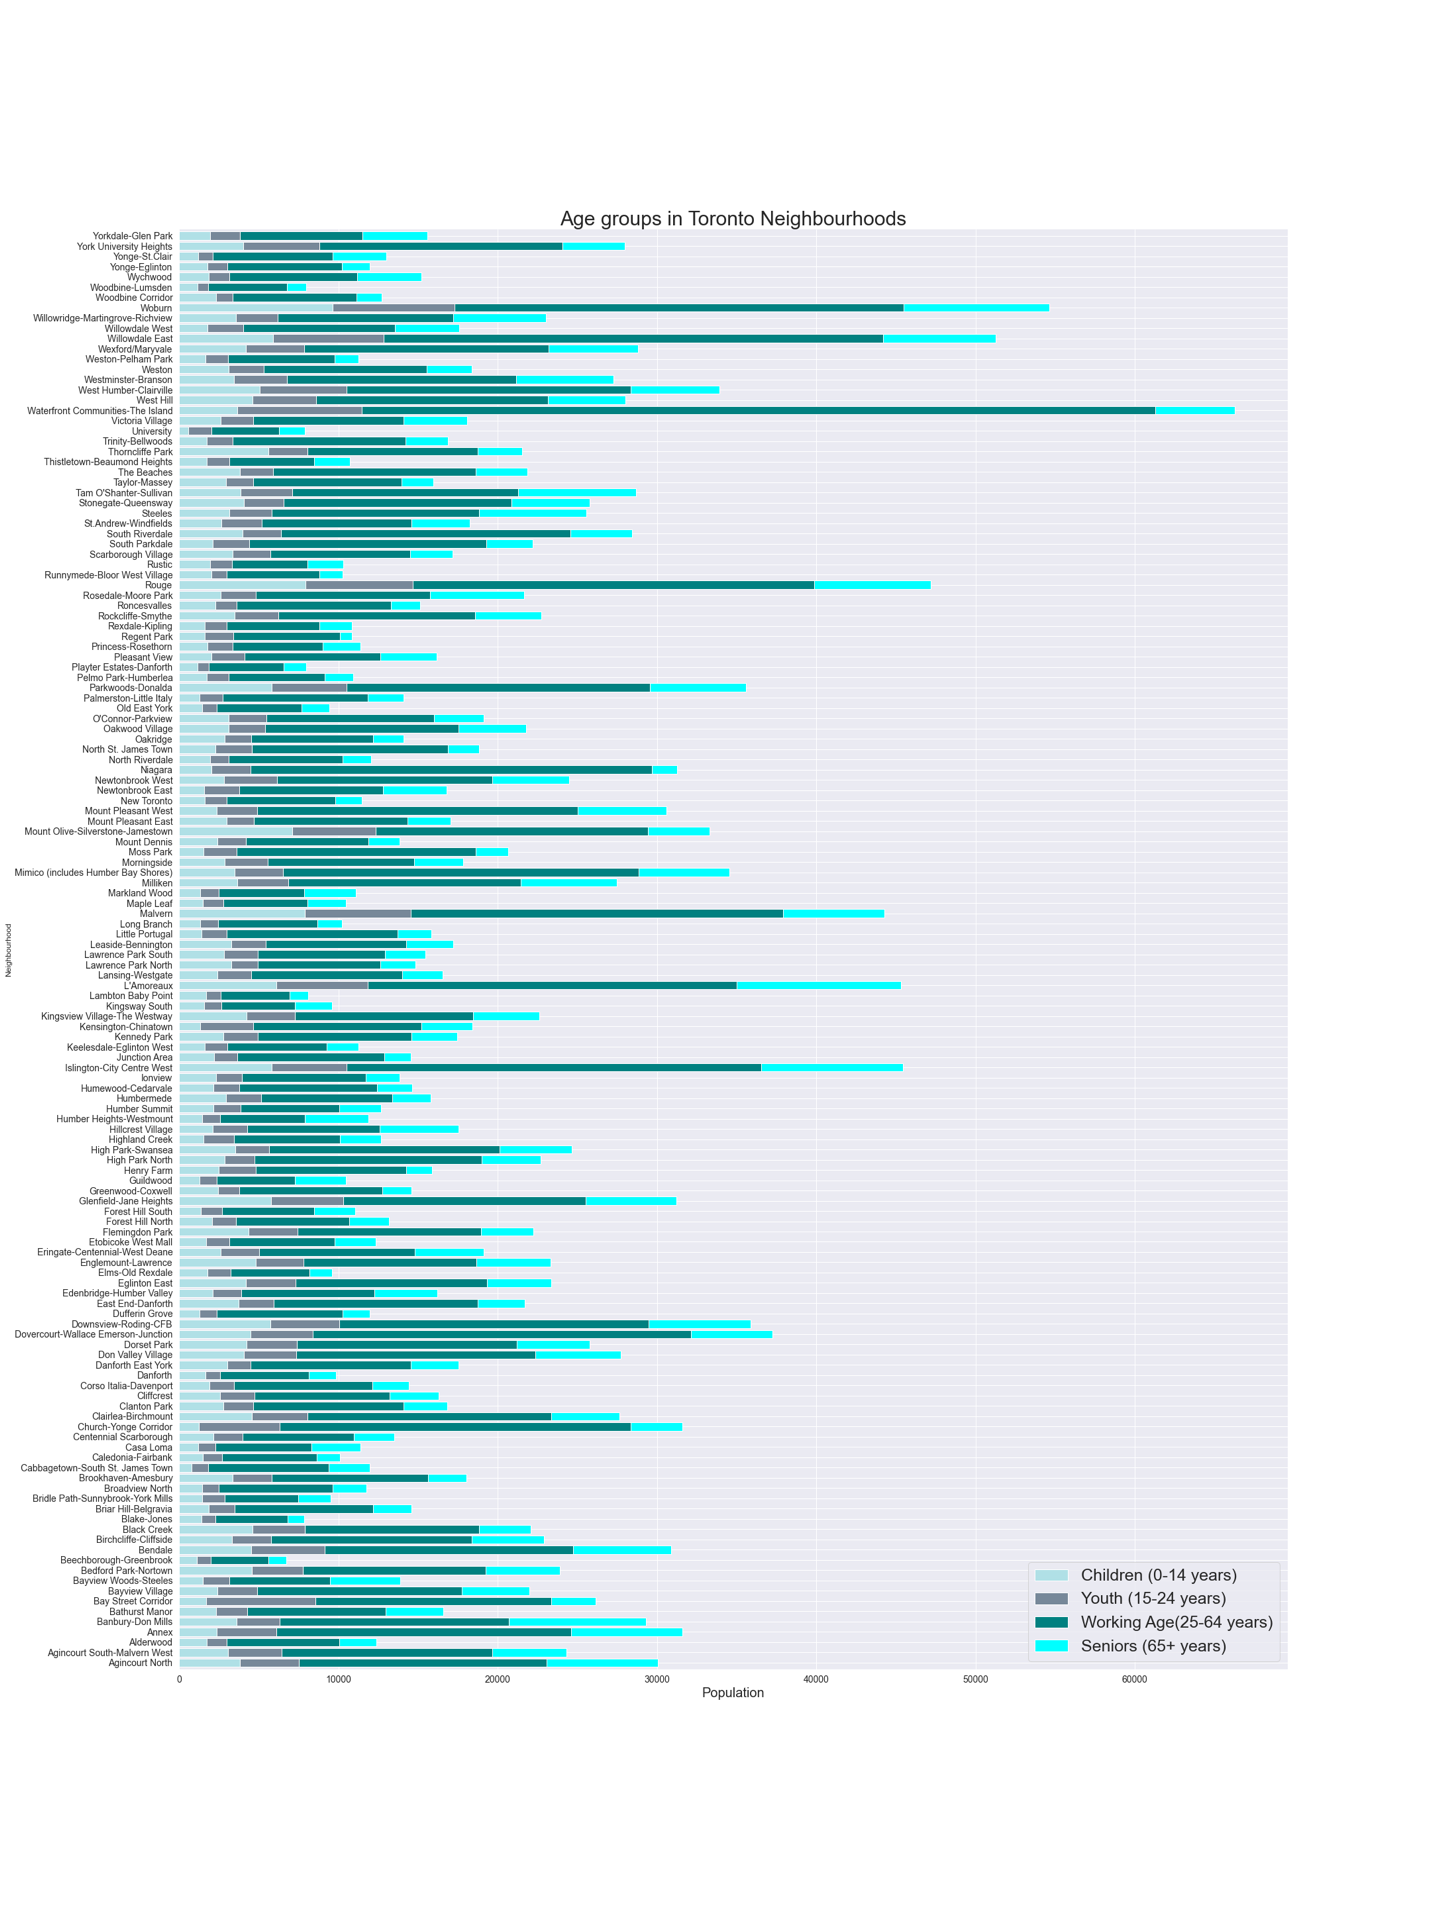 Age groups in Toronto Neighbourhoods
Neighbourhood
Yorkdale-Glen Park
York University Heights
Yonge-St.Clair
Yonge-Eglinton
Wychwood
Woodbine-Lumsden
Woodbine Corridor
Woburn
Willowridge-Martingrove-Richview
Willowdale West
Willowdale East
Wexford/Maryvale
Weston-Pelham Park
Weston
Westminster-Branson
West Humber-Clairville
West Hill
Waterfront Communities-The Island
Victoria Village
University
Trinity-Bellwoods
Thorncliffe Park
Thistletown-Beaumond Heights
The Beaches
Taylor-Massey
Tam O'Shanter-Sullivan
Stonegate-Queensway
Steeles
St.Andrew-Windfields
South Riverdale
South Parkdale
Scarborough Village
Rustic
Runnymede-Bloor West Village
Rouge
Rosedale-Moore Park
Roncesvalles
Rockcliffe-Smythe
Rexdale-Kipling
Regent Park
Princess-Rosethorn
Pleasant View
Playter Estates-Danforth
Pelmo Park-Humberlea
Parkwoods-Donalda
Palmerston-Little Italy
Old East York
O'Connor-Parkview
Oakwood Village
Oakridge
North St. James Town
North Riverdale
Niagara
Newtonbrook West
Newtonbrook East
New Toronto
Mount Pleasant West
Mount Pleasant East
Mount Olive-Silverstone-Jamestown
Mount Dennis
Moss Park
Morningside
Mimico (includes Humber Bay Shores)
Milliken
Markland Wood
Maple Leaf
Malvern
Long Branch
Little Portugal
Leaside-Bennington
Lawrence Park South
Lawrence Park North
Lansing-Westgate
L'Amoreaux
Lambton Baby Point
Kingsway South
Kingsview Village-The Westway
Kensington-Chinatown
Kennedy Park
Keelesdale-Eglinton West
Junction Area
Islington-City Centre West
Ionview
Humewood-Cedarvale
Humbermede
Humber Summit
Humber Heights-Westmount
Hillcrest Village
Highland Creek
High Park-Swansea
High Park North
Henry Farm
Guildwood
Greenwood-Coxwell
Glenfield-Jane Heights
Forest Hill South
Forest Hill North
Flemingdon Park
Etobicoke West Mall
Eringate-Centennial-West Deane
Englemount-Lawrence
Elms-Old Rexdale
Eglinton East
Edenbridge-Humber Valley
East End-Danforth
Dufferin Grove
Downsview-Roding-CFB
Dovercourt-Wallace Emerson-Junction
Dorset Park
Don Valley Village
Danforth East York
Danforth
Corso Italia-Davenport
Cliffcrest
Clanton Park
Clairlea-Birchmount
Church-Yonge Corridor
Centennial Scarborough
Casa Loma
Caledonia-Fairbank
Cabbagetown-South St. James Town
Brookhaven-Amesbury
Broadview North
Bridle Path-Sunnybrook-York Mills
Briar Hill-Belgravia
Blake-Jones
Black Creek
Birchcliffe-Cliffside
Bendale
Beechborough-Greenbrook
Bedford Park-Nortown
Bayview Woods-Steeles
Bayview Village
Bay Street Corridor
Bathurst Manor
Banbury-Don Mills
Annex
Alderwood
Agincourt South-Malvern West
Agincourt North
Children (0-14 years)
Youth (15-24 years)
Working Age(25-64 years)
Seniors (65+ years)
0 10000 20000 30000 40000 50000 60000
Population